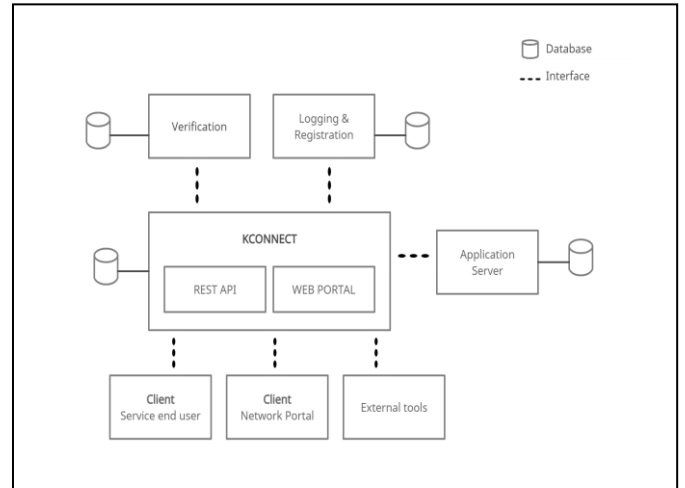 Database
Interface
Verification
Logging &
Registration
KCONNECT
REST API
WEB PORTAL
Application
Server
Client
Service end user
Client
Network Portal
External tools